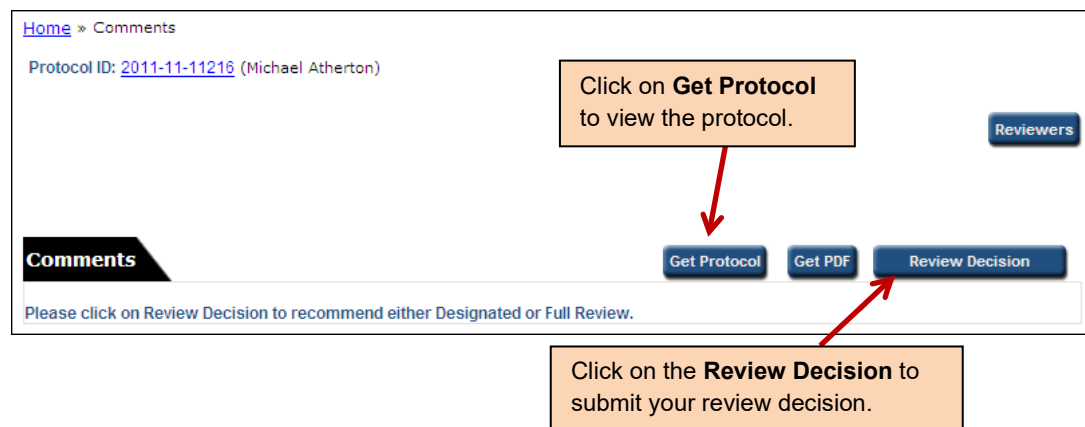 Home » Comments
Protocol ID: 2011-11-11216 (Michael Atherton)
Click on Get Protocol
to view the protocol.
Reviewers
Comments
Get Protocol
Get PDF
Review Decision
Please click on Review Decision to recommend either Designated or Full Review.
Click on the Review Decision to
submit your review decision.